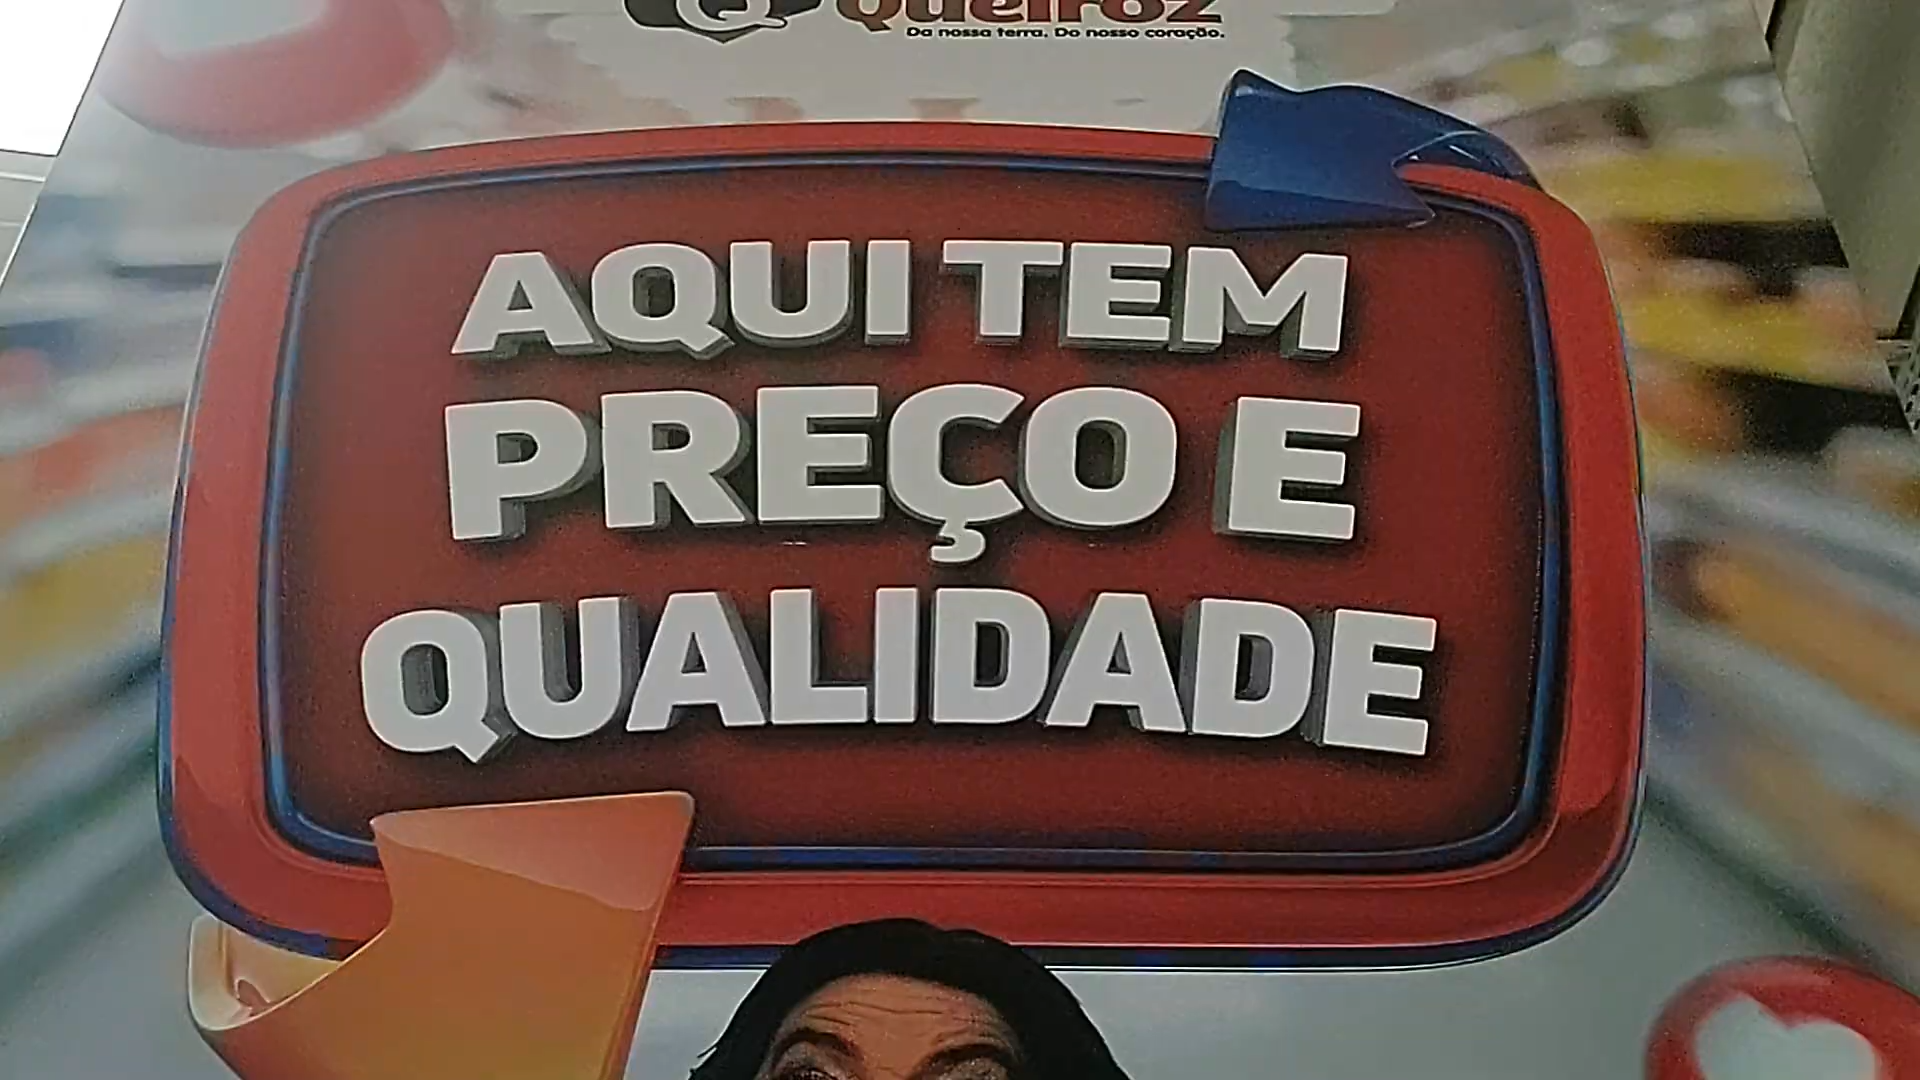 Queiroz
Da nossa terra. Do nosso coração.
AQUI TEM
PREÇO E
QUALIDADE